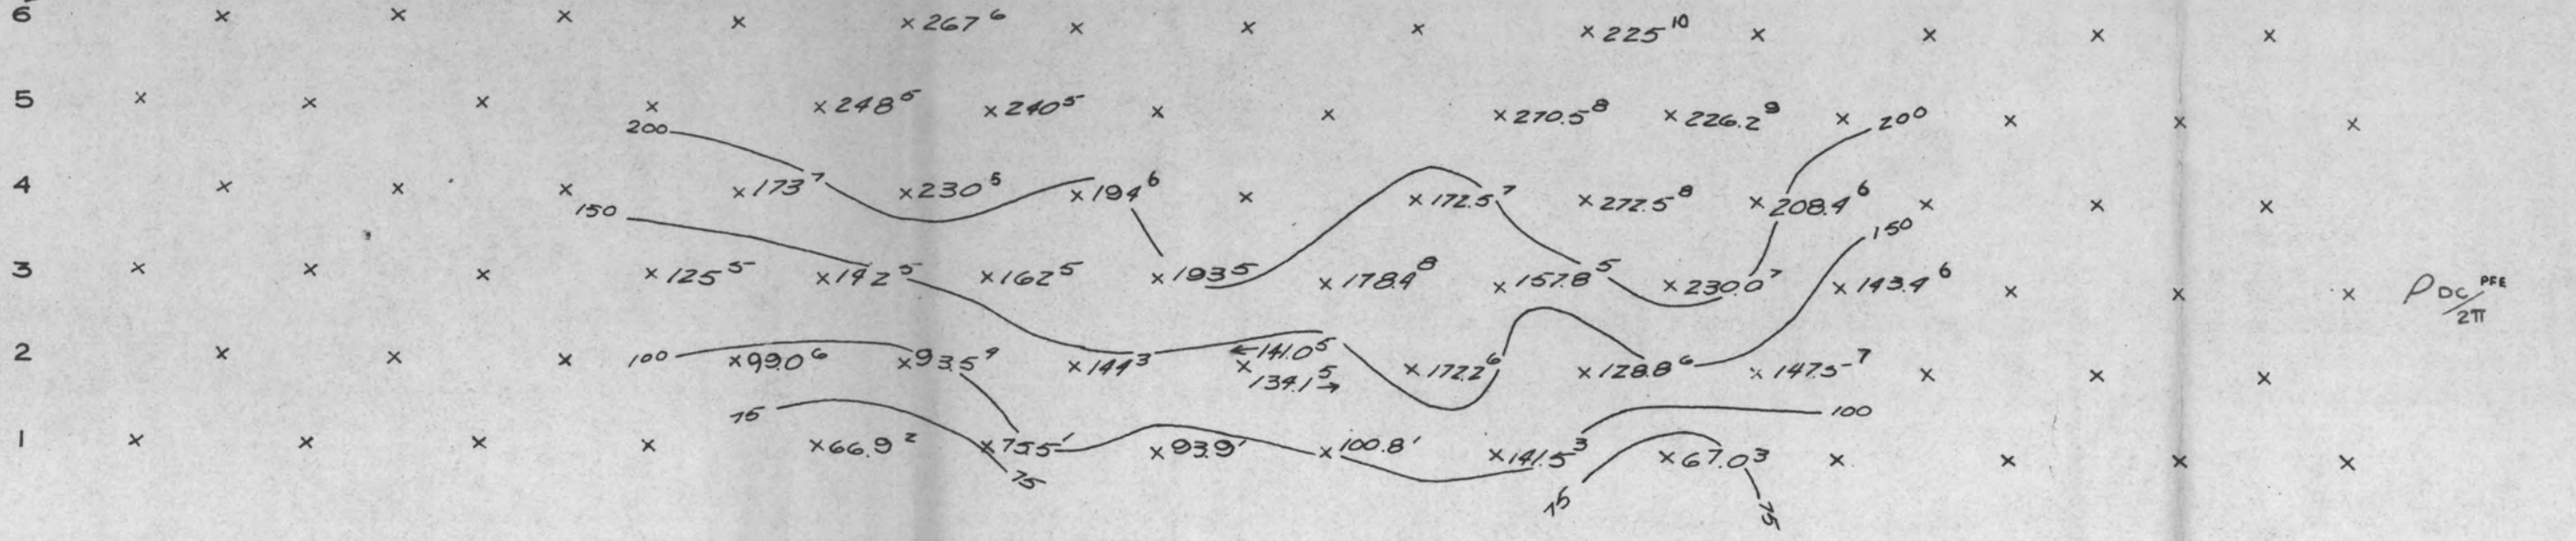 6 × × × × × 267⁶ × × × × 225¹⁰ × × × ×
5 × × × × × 248⁶ × 240⁵ × × × 270.5⁸ × 226.2⁹ × × × ×
200 200
4 × × × × 173⁷ × 230⁵ × 194⁶ × × 172.5⁷ × 272.5⁸ × 208.4⁶ × × ×
150 150
3 × × × × 125⁵ × 142⁵ × 162⁵ × 193⁵ × 178.4⁸ × 157.8⁵ × 230.0⁷ × 143.4⁶ × × × ρ DC/2π PFE
2 × × × 100 × 99.0⁶ × 93.5⁹ × 144³ × ←141.0⁵ × 172.2⁶ × 128.8⁶ × 147.5⁷ × × ×
134.1⁵→
75 100
1 × × × × × 66.9² × 75.5¹ × 93.9¹ × 100.8¹ × 141.5³ × 67.0³ × × × ×
75 75 75